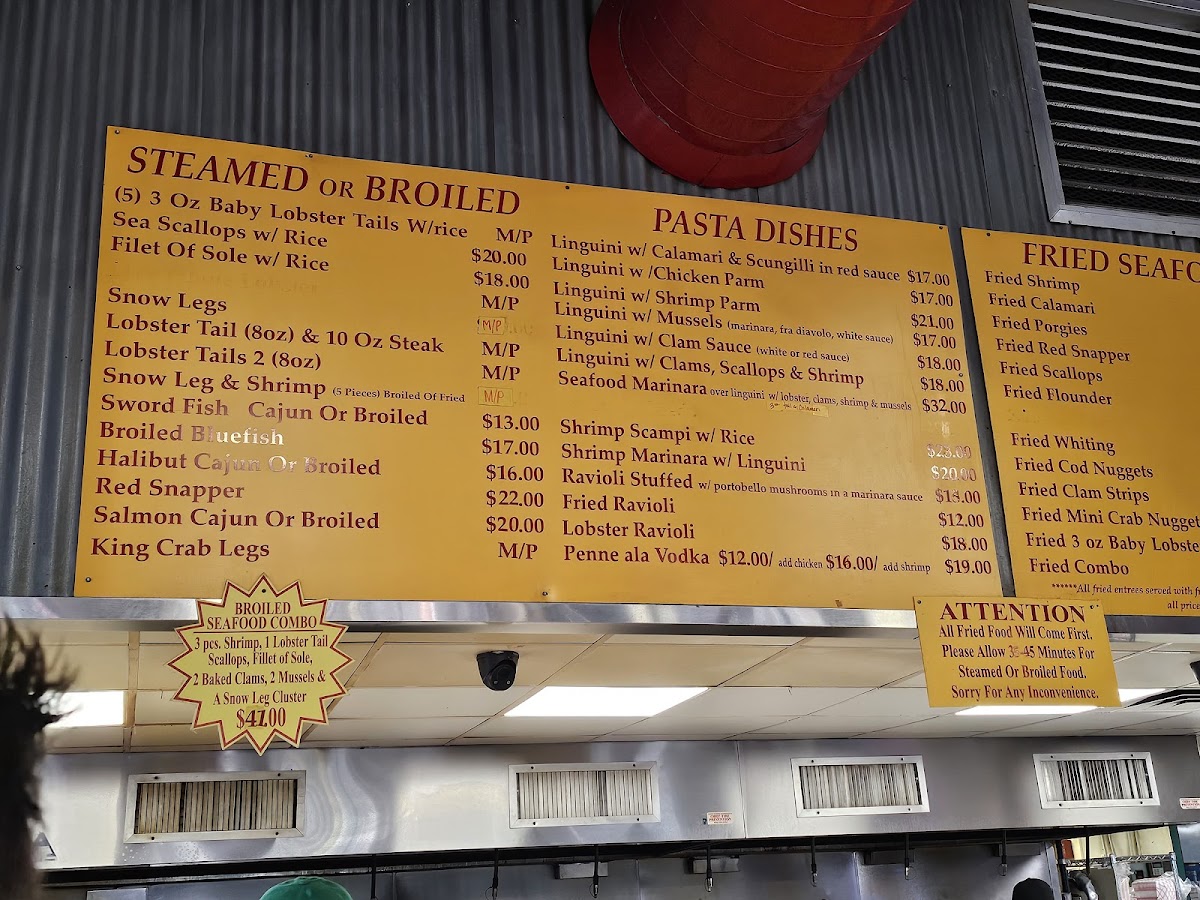 STEAMED OR BROILED
(5) 3 Oz Baby Lobster Tails W/rice M/P
Sea Scallops w/ Rice $20.00
Filet Of Sole w/ Rice $18.00
M/P
Snow Legs M/P
Lobster Tail (8oz) & 10 Oz Steak M/P
Lobster Tails 2 (8oz) M/P
Snow Leg & Shrimp (5 Pieces) Broiled Of Fried M/P
Sword Fish Cajun Or Broiled $13.00
Broiled Bluefish $17.00
Halibut Cajun Or Broiled $16.00
Red Snapper $22.00
Salmon Cajun Or Broiled $20.00
King Crab Legs M/P
PASTA DISHES
Linguini w/ Calamari & Scungilli in red sauce $17.00
Linguini w /Chicken Parm $17.00
Linguini w/ Shrimp Parm $21.00
Linguini w/ Mussels (marinara, fra diavolo, white sauce) $17.00
Linguini w/ Clam Sauce (white or red sauce) $18.00
Linguini w/ Clams, Scallops & Shrimp $18.00
Seafood Marinara over linguini w/ lobster, clams, shrimp & mussels $32.00
Shrimp Scampi w/ Rice $23.00
Shrimp Marinara w/ Linguini $20.00
Ravioli Stuffed w/ portobello mushrooms in a marinara sauce $18.00
Fried Ravioli $12.00
Lobster Ravioli $18.00
Penne ala Vodka $12.00/ add chicken $16.00/ add shrimp $19.00
FRIED SEAFO
Fried Shrimp
Fried Calamari
Fried Porgies
Fried Red Snapper
Fried Scallops
Fried Flounder
Fried Whiting
Fried Cod Nuggets
Fried Clam Strips
Fried Mini Crab Nugget
Fried 3 oz Baby Lobste
Fried Combo
******All fried entrees served with f
all price
BROILED
SEAFOOD COMBO
3 pcs. Shrimp, 1 Lobster Tail
Scallops, Fillet of Sole,
2 Baked Clams, 2 Mussels &
A Snow Leg Cluster
$41.00
ATTENTION
All Fried Food Will Come First.
Please Allow 45 Minutes For
Steamed Or Broiled Food.
Sorry For Any Inconvenience.